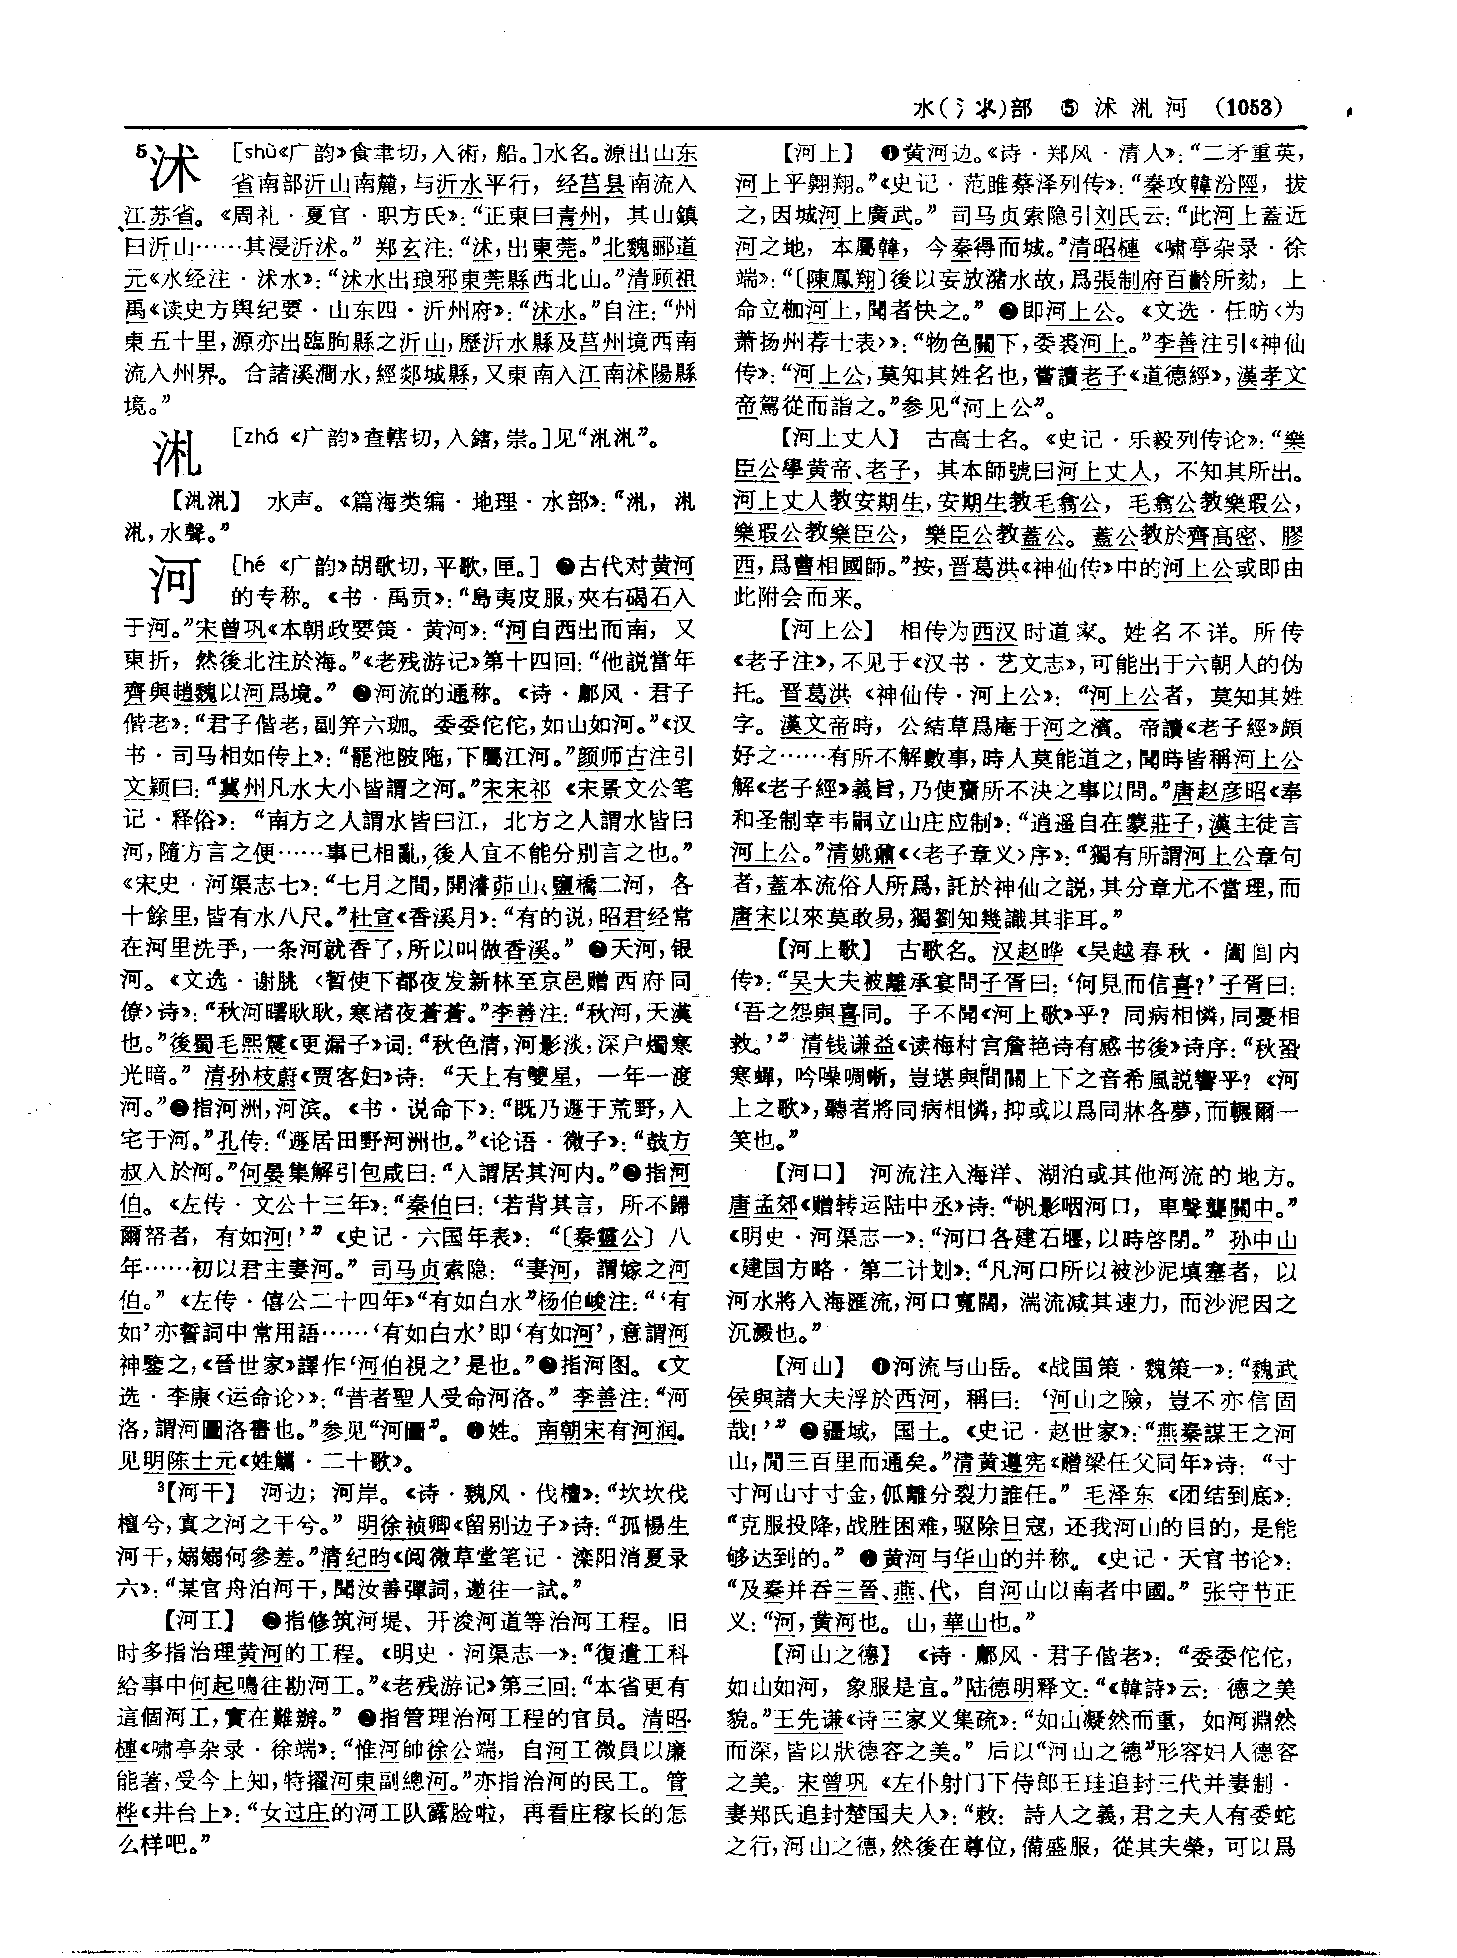 水(氵氺)部 ⑤ 沭 汃 河 (1053)
5沭 [shù《广韵》食聿切,入術,船。]水名。源出山东
省南部沂山南麓,与沂水平行,经莒县南流入
江苏省。《周礼·夏官·职方氏》:“正東曰青州,其山鎮
曰沂山……其浸沂沭。”郑玄注:“沭,出東莞。”北魏郦道
元《水经注·沭水》:“沭水出琅邪東莞縣西北山。”清顾祖
禹《读史方舆纪要·山东四·沂州府》:“沭水。”自注:“州
東五十里,源亦出臨朐縣之沂山,歷沂水縣及莒州境西南
流入州界。合諸溪澗水,經郯城縣,又東南入江南沭陽縣
境。”
[zhá 《广韵》查轄切,入鎋,崇。]见“”。
【】 水声。《篇海类编·地理·水部》:“,
,水聲。”
河 [hé 《广韵》胡歌切,平歌,匣。] ❶古代对黄河
的专称。《书·禹贡》:“島夷皮服,夾右碣石入
于河。”宋曾巩《本朝政要策·黄河》:“河自西出而南,又
東折,然後北注於海。”《老残游记》第十四回:“他説當年
齊與趙魏以河爲境。” ❷河流的通称。《诗·鄘风·君子
偕老》:“君子偕老,副笄六珈。委委佗佗,如山如河。”《汉
书·司马相如传上》:“罷池陂陁,下屬江河。”颜师古注引
文颖曰:“冀州凡水大小皆謂之河。”宋宋祁《宋景文公笔
记·释俗》:“南方之人謂水皆曰江,北方之人謂水皆曰
河,隨方言之便……事已相亂,後人宜不能分别言之也。”
《宋史·河渠志七》:“七月之間,開濬茆山、鹽橋二河,各
十餘里,皆有水八尺。”杜宣《香溪月》:“有的说,昭君经常
在河里洗手,一条河就香了,所以叫做香溪。” ❸天河,银
河。《文选·谢朓〈暂使下都夜发新林至京邑赠西府同
僚〉诗》:“秋河曙耿耿,寒渚夜蒼蒼。”李善注:“秋河,天漢
也。”後蜀毛熙震《更漏子》词:“秋色清,河影淡,深户燭寒
光暗。”清孙枝蔚《贾客妇》诗:“天上有雙星,一年一渡
河。”❹指河洲,河滨。《书·说命下》:“既乃遯于荒野,入
宅于河。”孔传:“遯居田野河洲也。”《论语·微子》:“鼓方
叔入於河。”何晏集解引包咸曰:“入謂居其河内。”❺指河
伯。《左传·文公十三年》:“秦伯曰:‘若背其言,所不歸
爾帑者,有如河!’”《史记·六国年表》:“〔秦靈公〕八
年……初以君主妻河。”司马贞索隐:“妻河,謂嫁之河
伯。”《左传·僖公二十四年》“有如白水”杨伯峻注:“‘有
如’亦誓詞中常用語……‘有如白水’即‘有如河’,意謂河
神鑒之,《晉世家》譯作‘河伯視之’是也。”❻指河图。《文
选·李康〈运命论〉》:“昔者聖人受命河洛。”李善注:“河
洛,謂河圖洛書也。”参见“河圖”。 ❼姓。南朝宋有河润。
见明陈士元《姓觿·二十歌》。
3【河干】 河边;河岸。《诗·魏风·伐檀》:“坎坎伐
檀兮,寘之河之干兮。”明徐祯卿《留别边子》诗:“孤楊生
河干,嫋嫋何參差。”清纪昀《阅微草堂笔记·滦阳消夏录
六》:“某官舟泊河干,聞汝善彈詞,邀往一試。”
【河工】 ❶指修筑河堤、开浚河道等治河工程。旧
时多指治理黄河的工程。《明史·河渠志一》:“復遣工科
給事中何起鳴往勘河工。”《老残游记》第三回:“本省更有
這個河工,實在難辦。” ❷指管理治河工程的官员。清昭
槤《啸亭杂录·徐端》:“惟河帥徐公端,自河工微員以廉
能著,受今上知,特擢河東副總河。”亦指治河的民工。管
桦《井台上》:“女过庄的河工队露脸啦,再看庄稼长的怎
么样吧。”
【河上】 ❶黄河边。《诗·郑风·清人》:“二矛重英,
河上乎翱翔。”《史记·范雎蔡泽列传》:“秦攻韓汾陘,拔
之,因城河上廣武。”司马贞索隐引刘氏云:“此河上蓋近
河之地,本屬韓,今秦得而城。”清昭槤《啸亭杂录·徐
端》:“〔陳鳳翔〕後以妄放瀦水故,爲張制府百齡所劾,上
命立枷河上,聞者快之。” ❷即河上公。《文选·任昉〈为
萧扬州荐士表〉》:“物色關下,委裘河上。”李善注引《神仙
传》:“河上公,莫知其姓名也,嘗讀老子《道德經》,漢孝文
帝駕從而詣之。”参见“河上公”。
【河上丈人】 古高士名。《史记·乐毅列传论》:“樂
臣公學黄帝、老子,其本師號曰河上丈人,不知其所出。
河上丈人教安期生,安期生教毛翕公,毛翕公教樂瑕公,
樂瑕公教樂臣公,樂臣公教蓋公。蓋公教於齊高密、膠
西,爲曹相國師。”按,晋葛洪《神仙传》中的河上公或即由
此附会而来。
【河上公】 相传为西汉时道家。姓名不详。所传
《老子注》,不见于《汉书·艺文志》,可能出于六朝人的伪
托。晋葛洪《神仙传·河上公》:“河上公者,莫知其姓
字。漢文帝時,公結草爲庵于河之濱。帝讀《老子經》頗
好之……有所不解數事,時人莫能道之,聞時皆稱河上公
解《老子經》義旨,乃使齎所不決之事以問。”唐赵彦昭《奉
和圣制幸韦嗣立山庄应制》:“逍遥自在蒙莊子,漢主徒言
河上公。”清姚鼐《〈老子章义〉序》:“獨有所謂河上公章句
者,蓋本流俗人所爲,託於神仙之説,其分章尤不當理,而
唐宋以來莫敢易,獨劉知幾識其非耳。”
【河上歌】 古歌名。汉赵晔《吴越春秋·阖闾内
传》:“吴大夫被離承宴問子胥曰:‘何見而信喜?’子胥曰:
‘吾之怨與喜同。子不聞《河上歌》乎?同病相憐,同憂相
救。’”清钱谦益《读梅村宫詹艳诗有感书後》诗序:“秋蛩
寒蟬,吟噪啁哳,豈堪與間關上下之音希風説響乎?《河
上之歌》,聽者將同病相憐,抑或以爲同牀各夢,而囅爾一
笑也。”
【河口】 河流注入海洋、湖泊或其他河流的地方。
唐孟郊《赠转运陆中丞》诗:“帆影咽河口,車聲聾關中。”
《明史·河渠志一》:“河口各建石堰,以時啓閉。”孙中山
《建国方略·第二计划》:“凡河口所以被沙泥填塞者,以
河水將入海匯流,河口寬闊,湍流减其速力,而沙泥因之
沉澱也。”
【河山】 ❶河流与山岳。《战国策·魏策一》:“魏武
侯與諸大夫浮於西河,稱曰:‘河山之險,豈不亦信固
哉!’” ❷疆域,国土。《史记·赵世家》:“燕秦謀王之河
山,閒三百里而通矣。”清黄遵宪《赠梁任父同年》诗:“寸
寸河山寸寸金,侂離分裂力誰任。”毛泽东《团结到底》:
“克服投降,战胜困难,驱除日寇,还我河山的目的,是能
够达到的。” ❸黄河与华山的并称。《史记·天官书论》:
“及秦并吞三晉、燕、代,自河山以南者中國。”张守节正
义:“河,黄河也。山,華山也。”
【河山之德】 《诗·鄘风·君子偕老》:“委委佗佗,
如山如河,象服是宜。”陆德明释文:“《韓詩》云:德之美
貌。”王先谦《诗三家义集疏》:“如山凝然而重,如河淵然
而深,皆以狀德容之美。”后以“河山之德”形容妇人德容
之美。宋曾巩《左仆射门下侍郎王珪追封三代并妻制·
妻郑氏追封楚国夫人》:“敕:詩人之義,君之夫人有委蛇
之行,河山之德,然後在尊位,備盛服,從其夫榮,可以爲